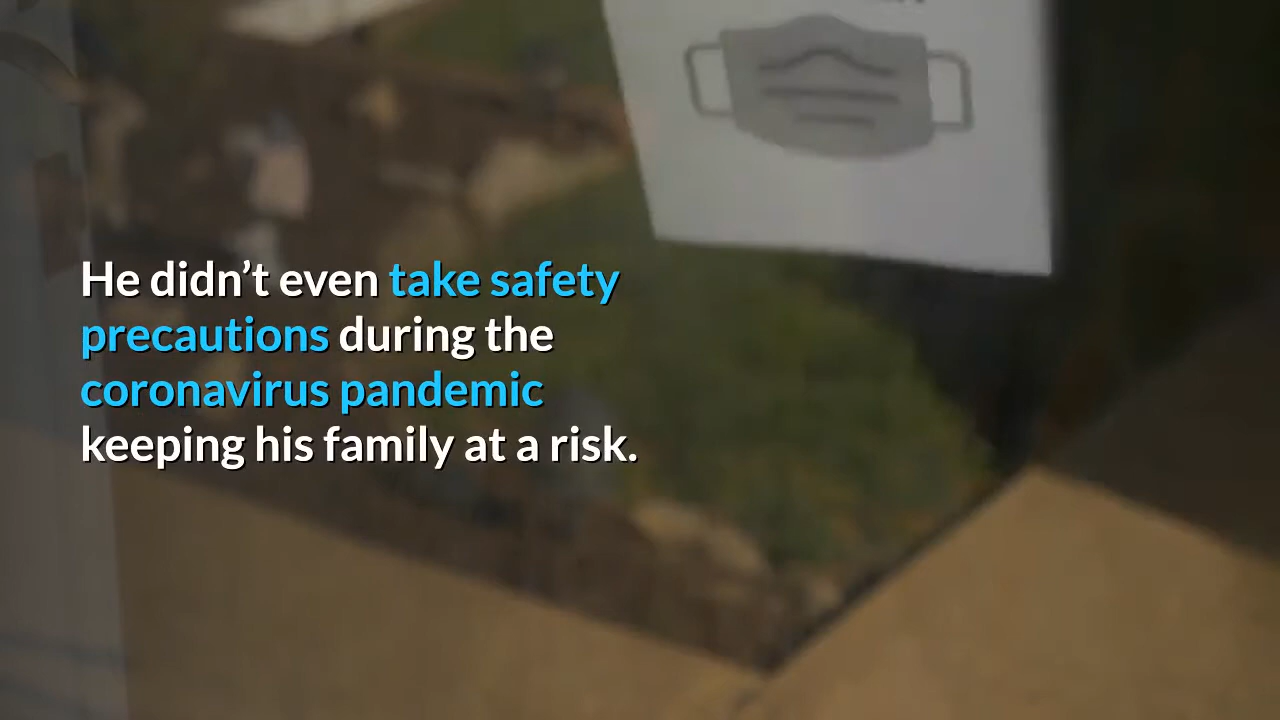 He didn’t even take safety
precautions during the
coronavirus pandemic
keeping his family at a risk.